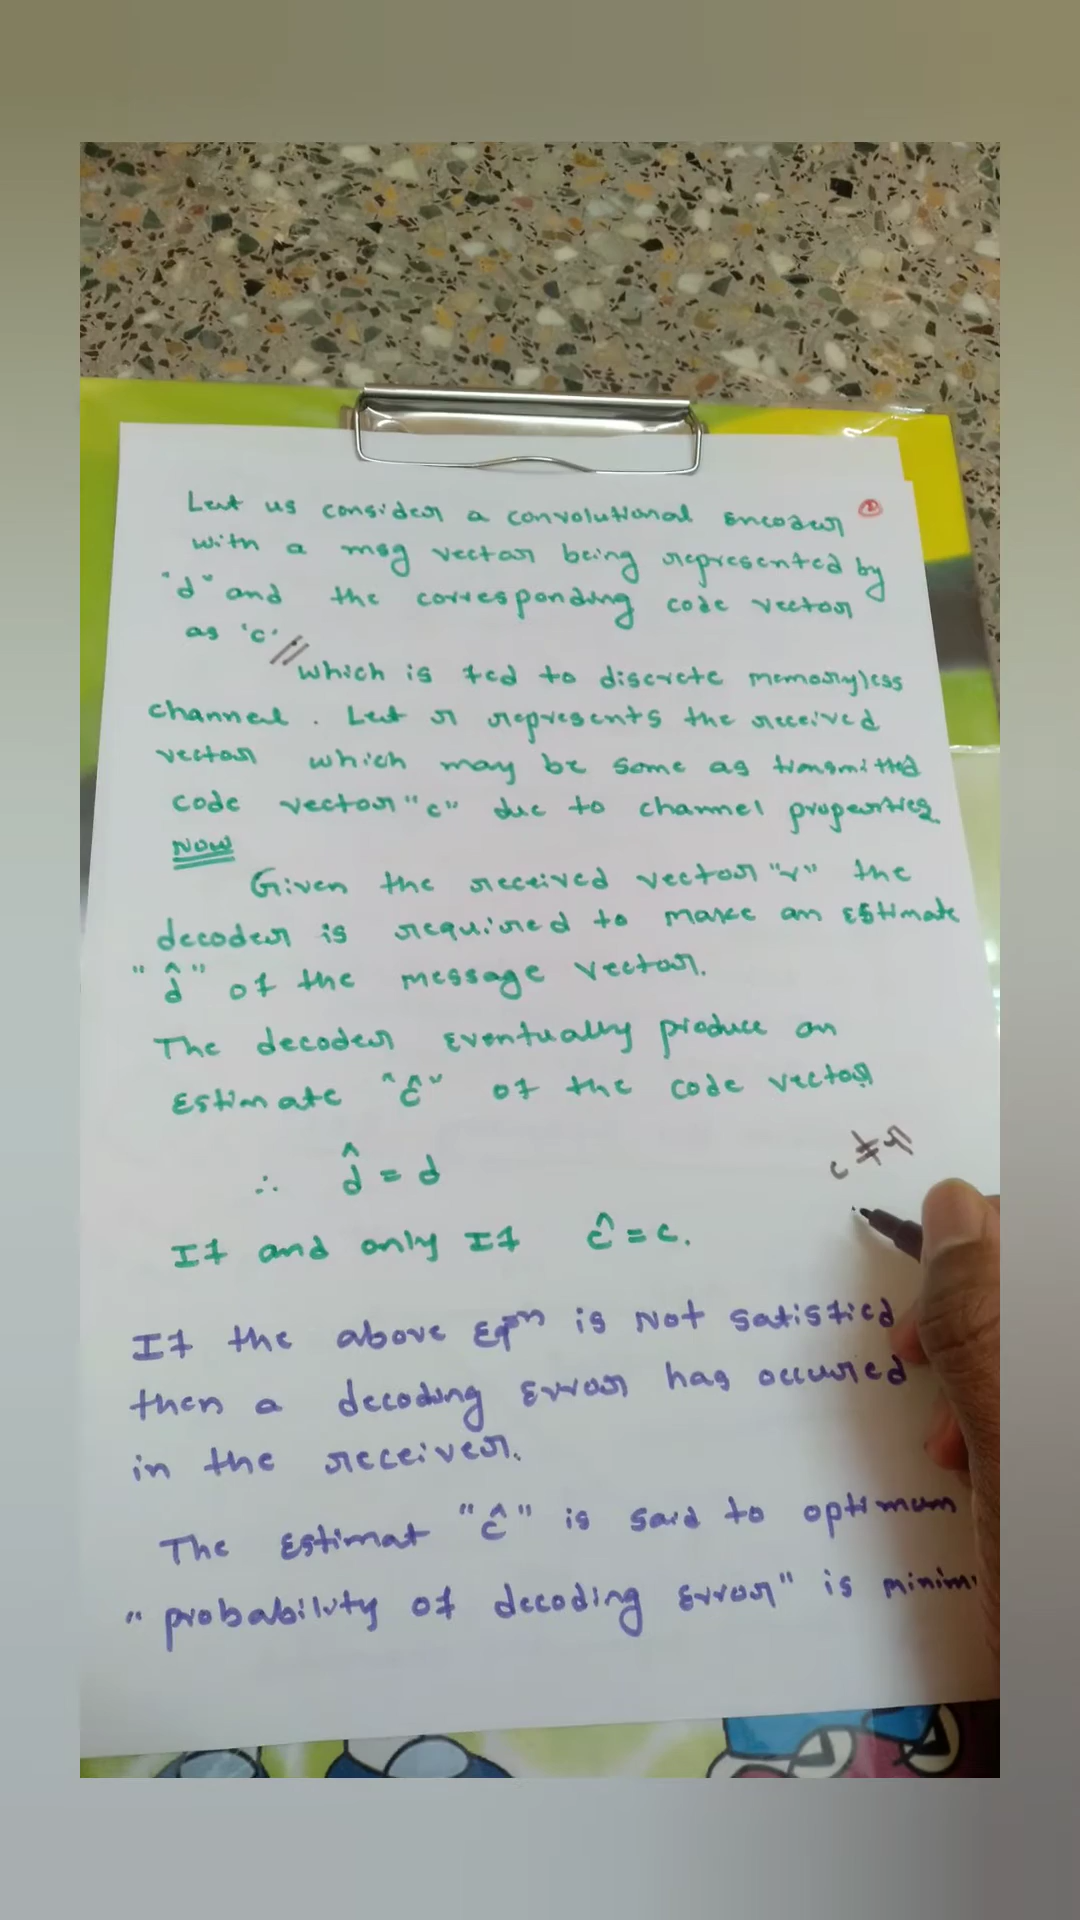 Let us consider a convolutional Encoder ②
with a msg vector being represented by
"d" and the corresponding code vector
as 'c'//
which is fed to discrete memoryless
channel. Let r represents the received
vector which may be same as transmitted
code vector "c" due to channel properties.
NOW
Given the received vector "r" the
decoder is required to make an Estimate
"d̂" of the message vector.
The decoder Eventually produce an
Estimate "ĉ" of the code vector
∴ d̂ = d
c ≠ r
If and only If ĉ = c.
If the above Eqn is Not satisfied
then a decoding Error has occured
in the receiver.
The Estimat "ĉ" is said to optimum
"probability of decoding Error" is minim